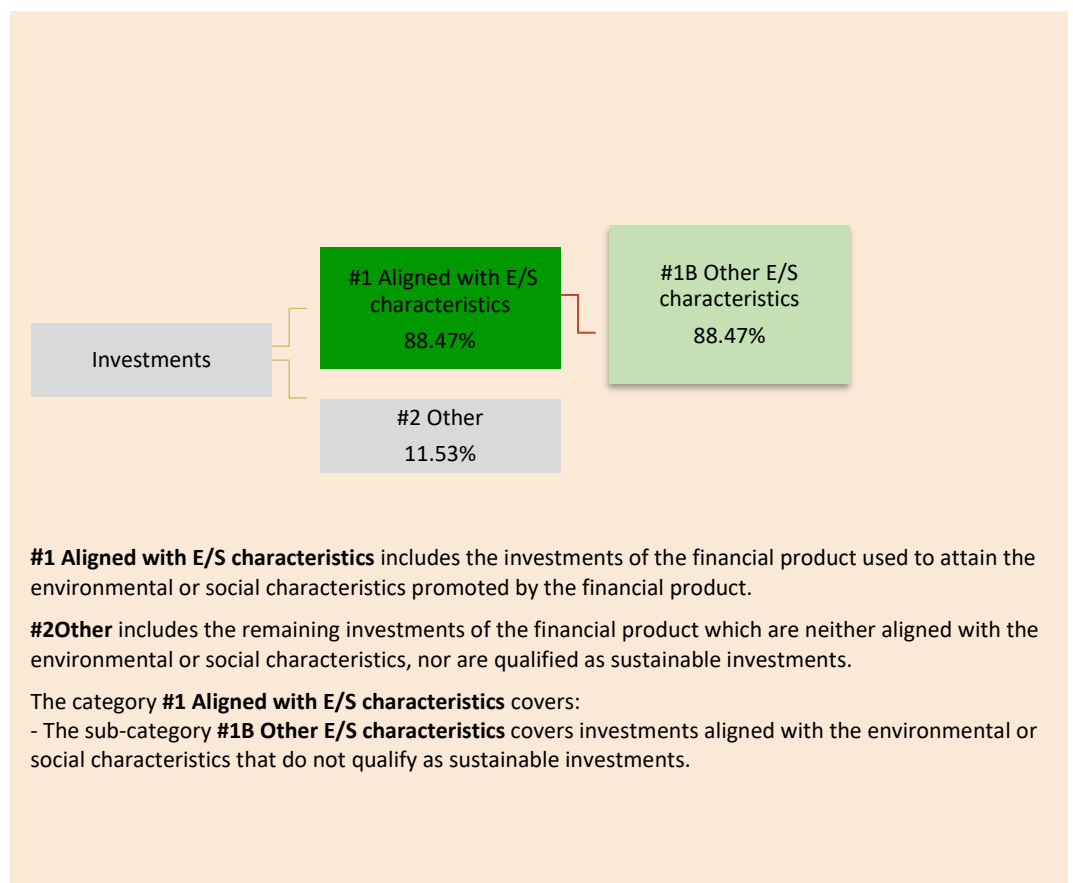 #1 Aligned with E/S
characteristics
88.47%
#1B Other E/S
characteristics
88.47%
Investments
#2 Other
11.53%
#1 Aligned with E/S characteristics includes the investments of the financial product used to attain the
environmental or social characteristics promoted by the financial product.
#2Other includes the remaining investments of the financial product which are neither aligned with the
environmental or social characteristics, nor are qualified as sustainable investments.
The category #1 Aligned with E/S characteristics covers:
- The sub-category #1B Other E/S characteristics covers investments aligned with the environmental or
social characteristics that do not qualify as sustainable investments.